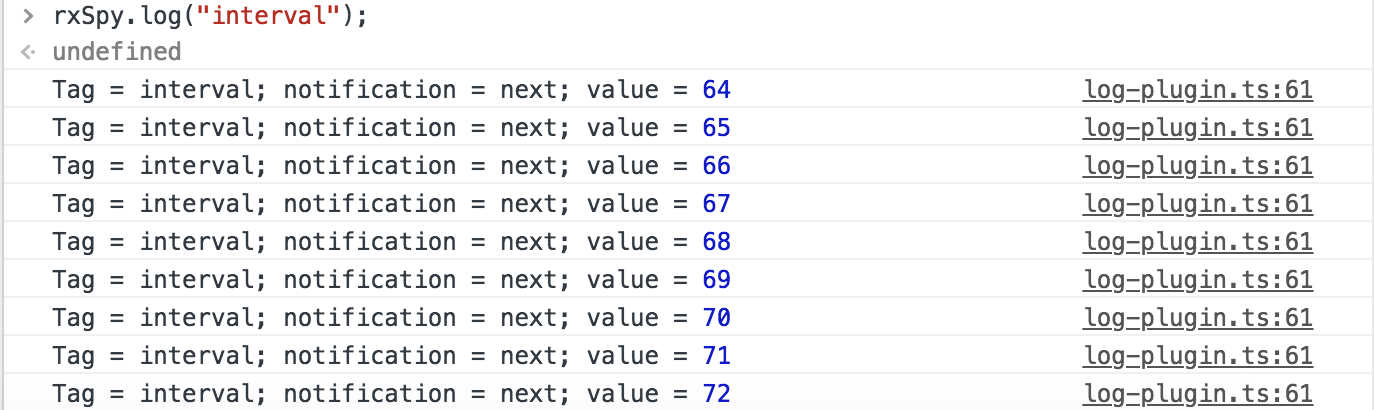 > rxSpy.log("interval");
undefined
Tag = interval; notification = next; value = 64 log-plugin.ts:61
Tag = interval; notification = next; value = 65 log-plugin.ts:61
Tag = interval; notification = next; value = 66 log-plugin.ts:61
Tag = interval; notification = next; value = 67 log-plugin.ts:61
Tag = interval; notification = next; value = 68 log-plugin.ts:61
Tag = interval; notification = next; value = 69 log-plugin.ts:61
Tag = interval; notification = next; value = 70 log-plugin.ts:61
Tag = interval; notification = next; value = 71 log-plugin.ts:61
Tag = interval; notification = next; value = 72 log-plugin.ts:61